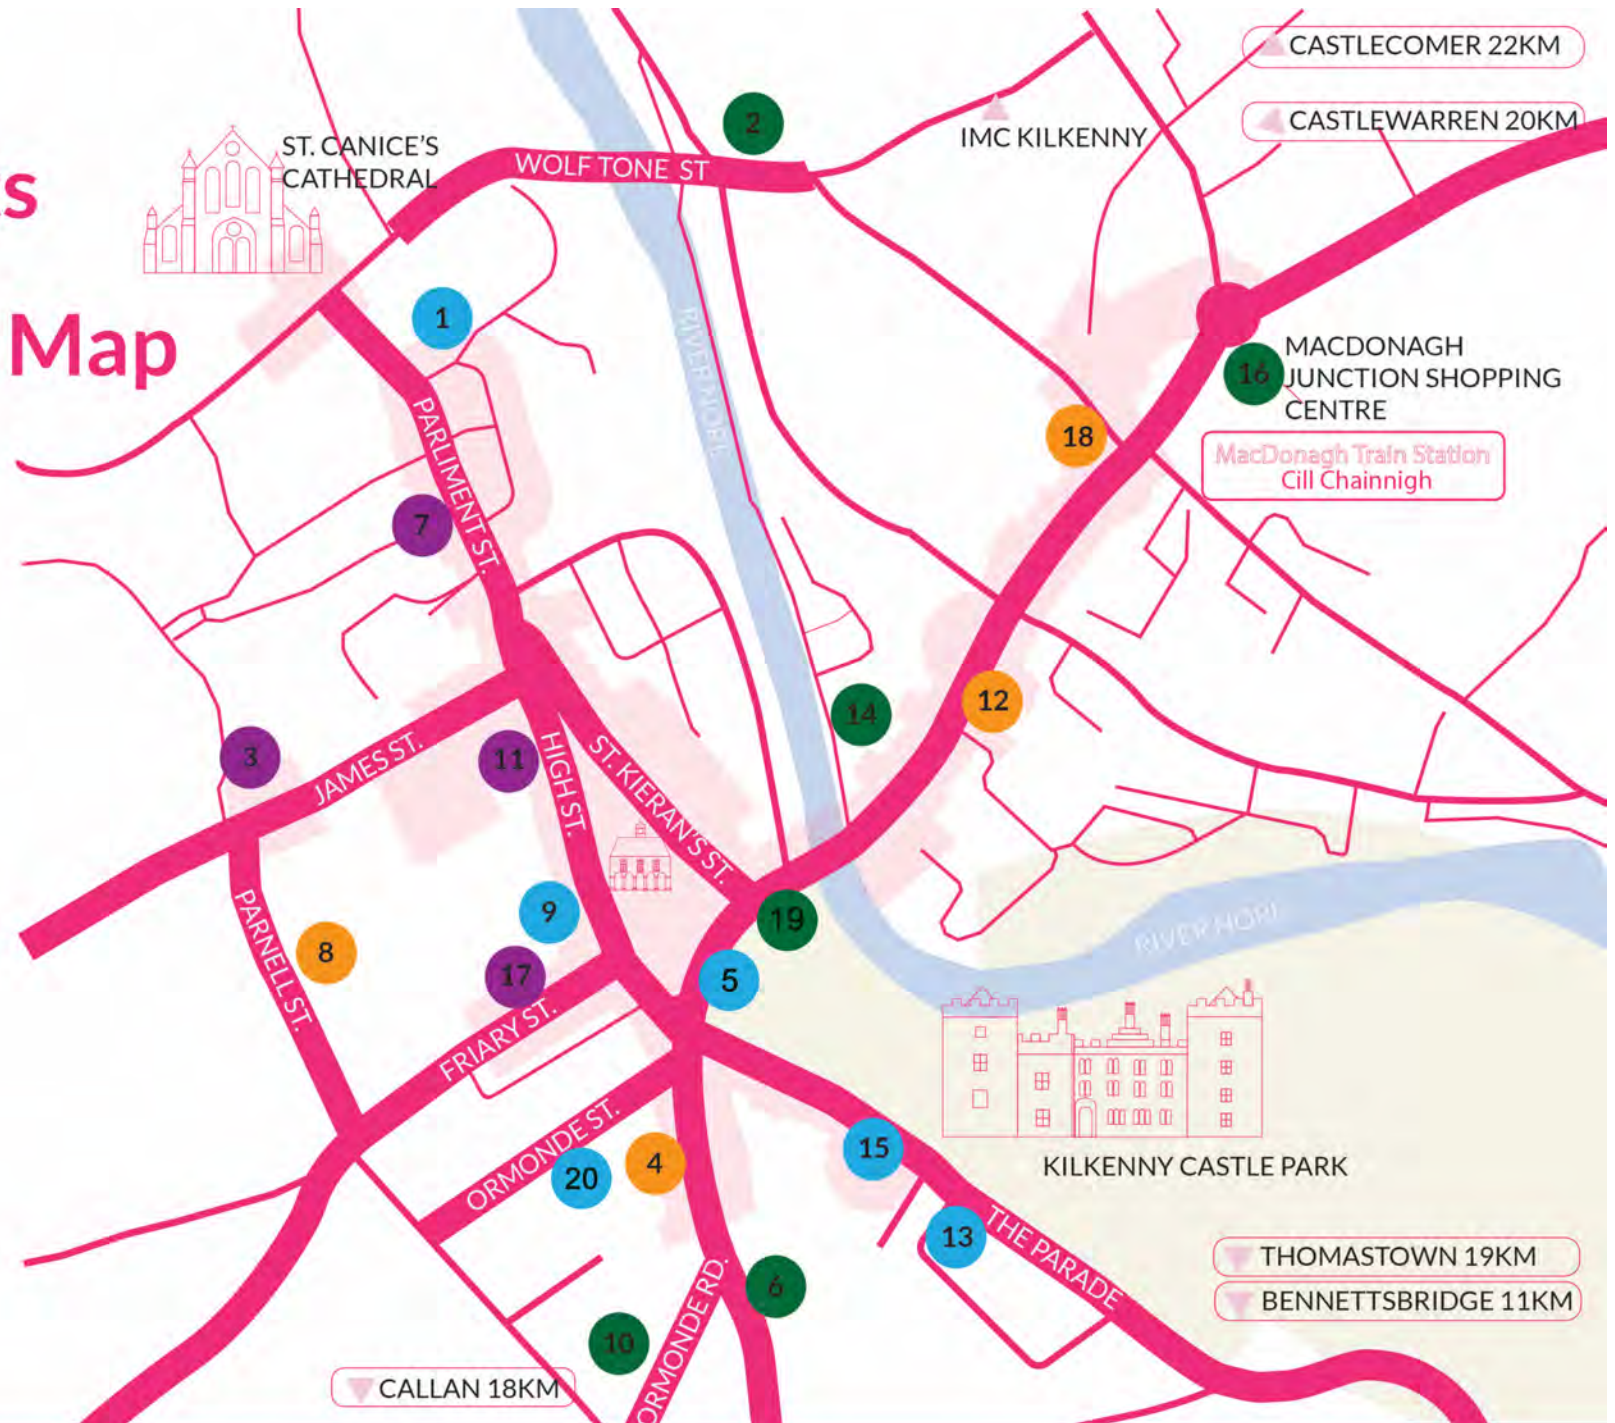 s
Map
CASTLECOMER 22KM
CASTLEWARREN 20KM
2
IMC KILKENNY
ST. CANICE'S
CATHEDRAL
WOLF TONE ST
1
RIVER NORE
MACDONAGH
JUNCTION SHOPPING
CENTRE
16
18
MacDonagh Train Station
Cill Chainnigh
PARLIMENT ST.
7
12
14
3
JAMES ST.
11
HIGH ST.
ST. KIERAN'S ST.
9
19
PARNELL ST.
8
17
5
RIVER NORE
FRIARY ST.
ORMONDE ST.
20
4
15
KILKENNY CASTLE PARK
13
THE PARADE
THOMASTOWN 19KM
BENNETTSBRIDGE 11KM
6
10
ORMONDE RD.
CALLAN 18KM